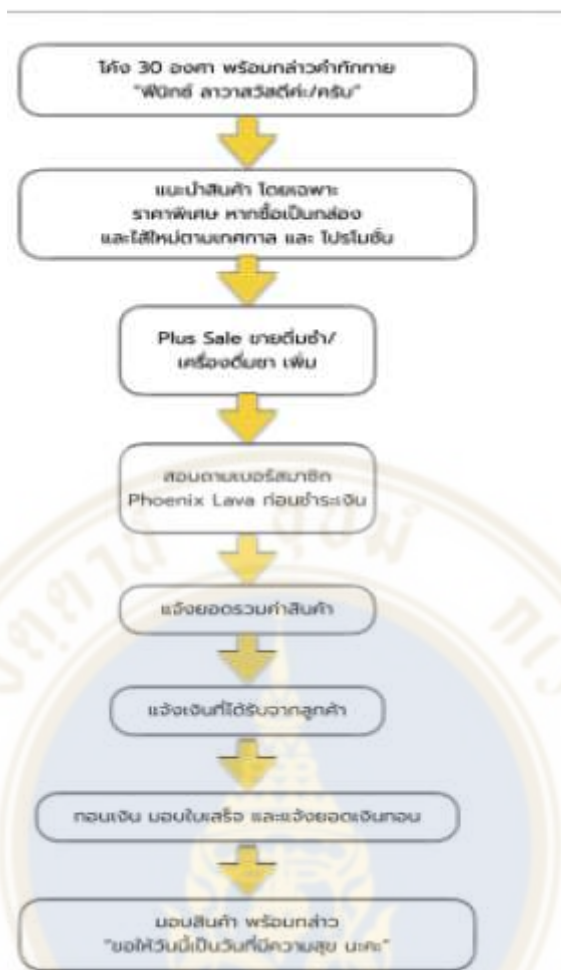 โค้ง 30 องศา พร้อมกล่าวคำทักทาย
"ฟีนิกซ์ ลาวาสวัสดีค่ะ/ครับ"
แนะนำสินค้า โดยเฉพาะ
ราคาพิเศษ หากซื้อเป็นกล่อง
และไส้ใหม่ตามเทศกาล และ โปรโมชั่น
Plus Sale ขายติ่มซำ/
เครื่องดื่มชา เพิ่ม
สอบถามเบอร์สมาชิก
Phoenix Lava ก่อนชำระเงิน
แจ้งยอดรวมค่าสินค้า
แจ้งเงินที่ได้รับจากลูกค้า
ทอนเงิน มอบใบเสร็จ และแจ้งยอดเงินทอน
มอบสินค้า พร้อมกล่าว
"ขอให้วันนี้เป็นวันที่มีความสุข นะคะ"